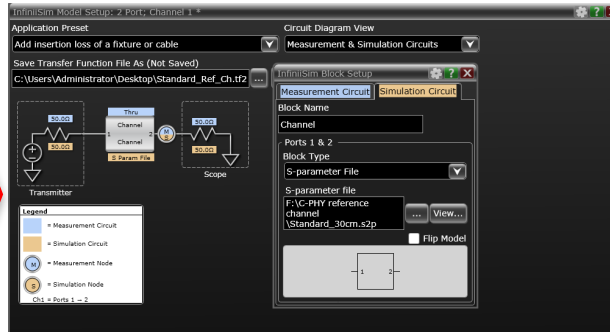 InfiniiSim Model Setup: 2 Port; Channel 1 *
Application Preset
Circuit Diagram View
Add insertion loss of a fixture or cable
Measurement & Simulation Circuits
Save Transfer Function File As (Not Saved)
C:\Users\Administrator\Desktop\Standard_Ref_Ch.tf2
...
InfiniiSim Block Setup
?
X
Measurement Circuit
Simulation Circuit
Block Name
Channel
Ports 1 & 2
Block Type
S-parameter File
S-parameter file
F:\C-PHY reference
channel
\Standard_30cm.s2p
...
View...
Flip Model
1
2
50.0Ω
50.0Ω
Thru
Channel
1
2
Channel
S Param File
M
S
50.0Ω
50.0Ω
Transmitter
Scope
Legend
= Measurement Circuit
= Simulation Circuit
M
= Measurement Node
S
= Simulation Node
Ch1 = Ports 1 → 2